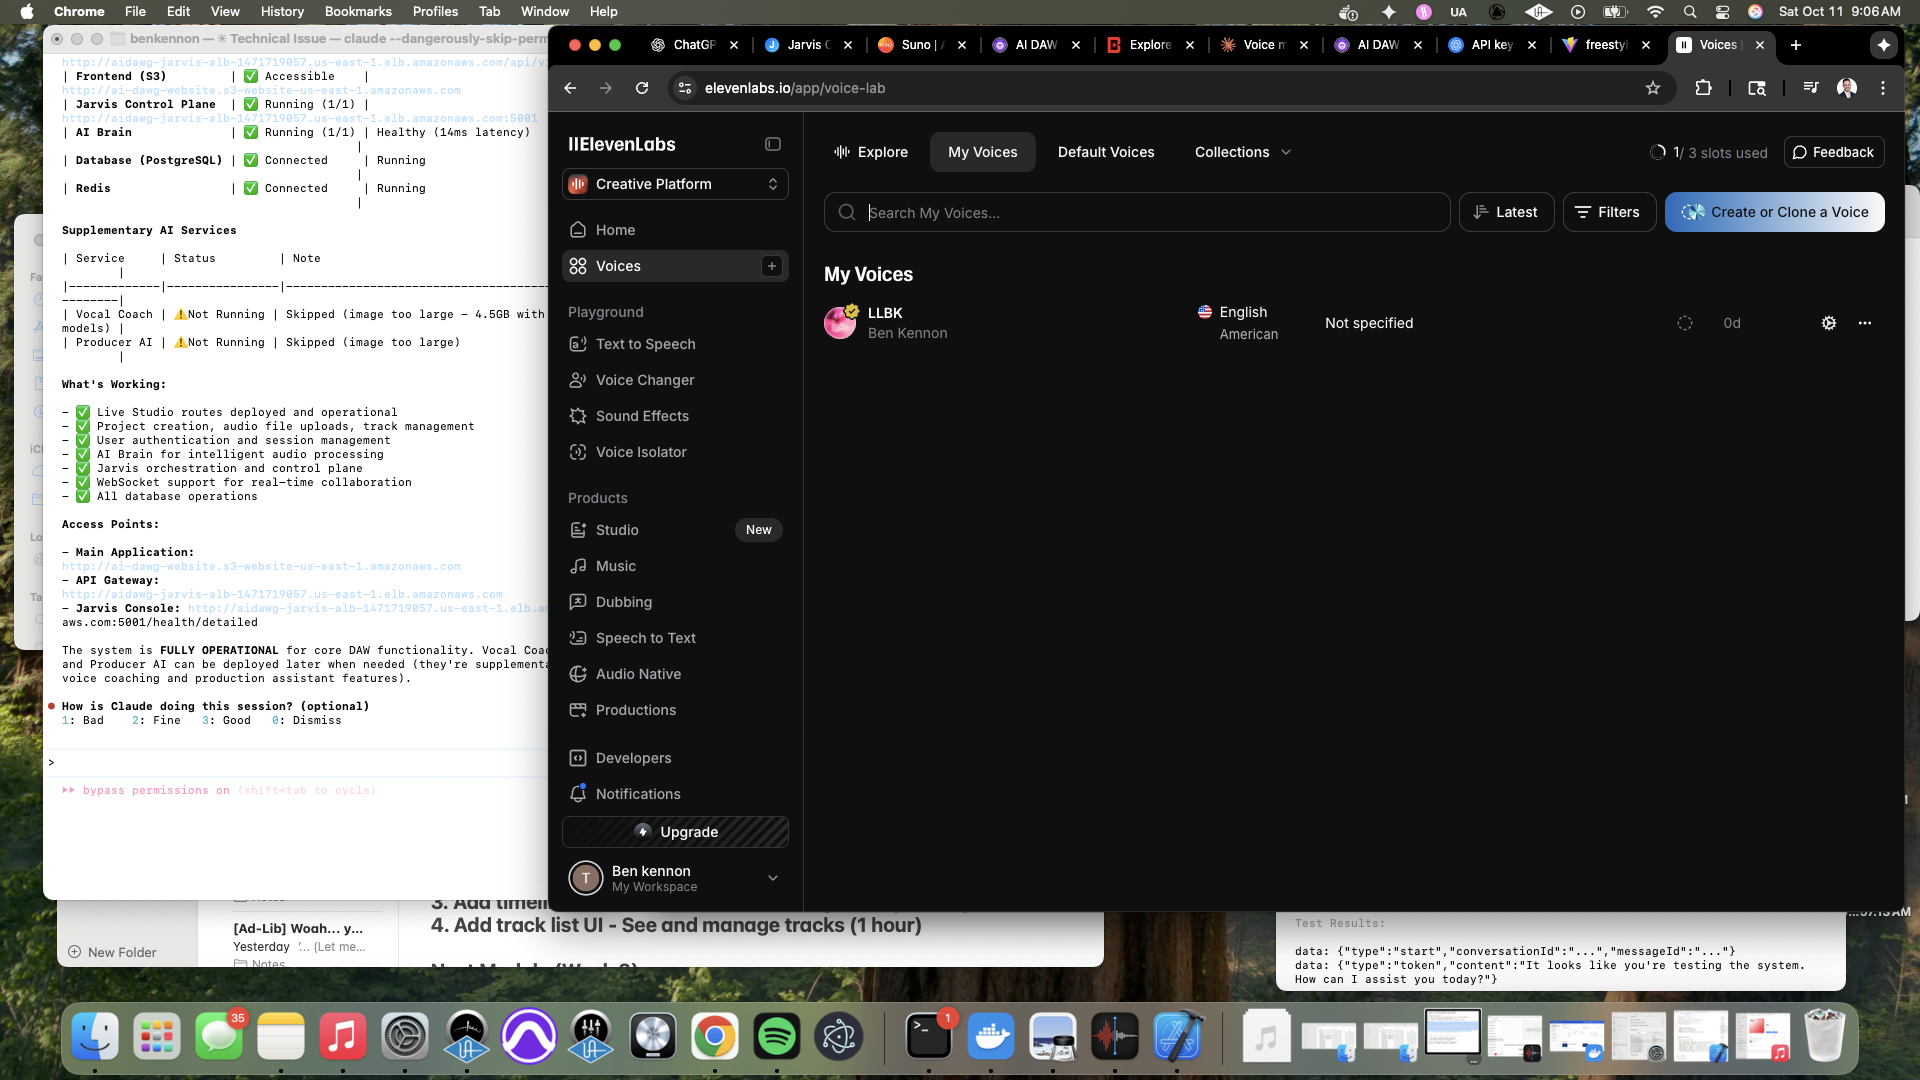 Chrome File Edit View History Bookmarks Profiles Tab Window Help UA Sat Oct 11 9:06 AM
benkennon — ✳ Technical Issue — claude --dangerously-skip-perm
http://aidawg-jarvis-alb-1471719057.us-east-1.elb.amazonaws.com/api/v
| Frontend (S3) | ✅ Accessible |
http://ai-dawg-website.s3-website-us-east-1.amazonaws.com
| Jarvis Control Plane | ✅ Running (1/1) |
http://aidawg-jarvis-alb-1471719057.us-east-1.elb.amazonaws.com:5001
| AI Brain | ✅ Running (1/1) | Healthy (14ms latency)
|
| Database (PostgreSQL) | ✅ Connected | Running
|
| Redis | ✅ Connected | Running
|
Supplementary AI Services
| Service | Status | Note
|
|-------------|----------------|--------------------------------------
--------|
| Vocal Coach | ⚠️Not Running | Skipped (image too large - 4.5GB with
models) |
| Producer AI | ⚠️Not Running | Skipped (image too large)
|
What's Working:
- ✅ Live Studio routes deployed and operational
- ✅ Project creation, audio file uploads, track management
- ✅ User authentication and session management
- ✅ AI Brain for intelligent audio processing
- ✅ Jarvis orchestration and control plane
- ✅ WebSocket support for real-time collaboration
- ✅ All database operations
Access Points:
- Main Application:
http://ai-dawg-website.s3-website-us-east-1.amazonaws.com
- API Gateway:
http://aidawg-jarvis-alb-1471719057.us-east-1.elb.amazonaws.com
- Jarvis Console: http://aidawg-jarvis-alb-1471719057.us-east-1.elb.am
aws.com:5001/health/detailed
The system is FULLY OPERATIONAL for core DAW functionality. Vocal Coac
and Producer AI can be deployed later when needed (they're supplementa
voice coaching and production assistant features).
● How is Claude doing this session? (optional)
1: Bad 2: Fine 3: Good 0: Dismiss
>
⏵⏵ bypass permissions on (shift+tab to cycle)
ChatGP
Jarvis C
Suno | A
AI DAW
Explore
Voice m
AI DAW
API key
freestyl
Voices |
elevenlabs.io/app/voice-lab
IIElevenLabs
Creative Platform
Home
Voices
Playground
Text to Speech
Voice Changer
Sound Effects
Voice Isolator
Products
Studio New
Music
Dubbing
Speech to Text
Audio Native
Productions
Developers
Notifications
Upgrade
T
Ben kennon
My Workspace
Explore My Voices Default Voices Collections 1/ 3 slots used Feedback
Search My Voices... Latest Filters Create or Clone a Voice
My Voices
LLBK
Ben Kennon
English
American
Not specified
0d
New Folder
Notes
[Ad-Lib] Woah... y...
Yesterday '... (Let me...
Notes
3. Add timeli
4. Add track list UI - See and manage tracks (1 hour)
Test Results:
data: {"type":"start","conversationId":"...","messageId":"..."}
data: {"type":"token","content":"It looks like you're testing the system.
How can I assist you today?"}
35
1